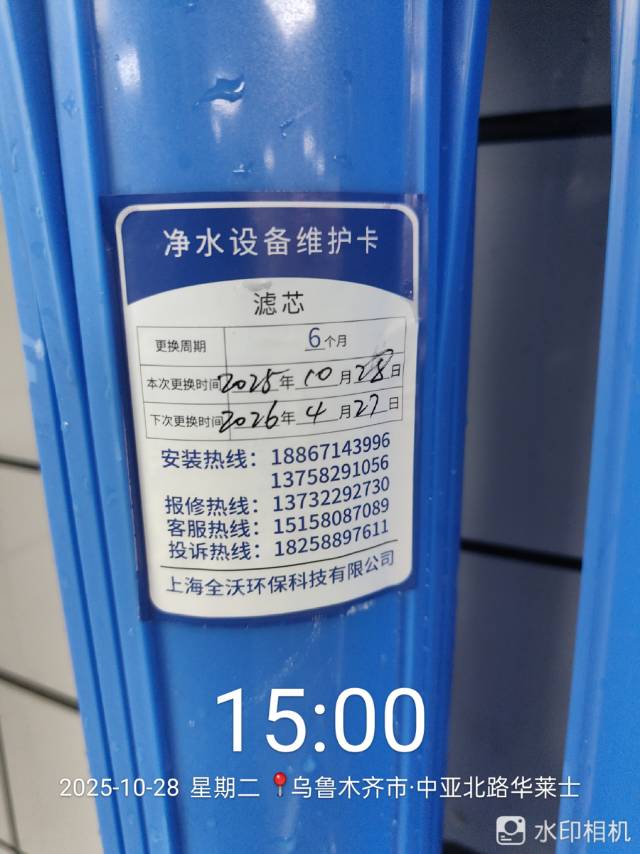 净水设备维护卡
滤芯
更换周期 6个月
本次更换时间 2025年 10 月 28日
下次更换时间 2026年 4 月 27日
安装热线：18867143996
13758291056
报修热线：13732292730
客服热线：15158087089
投诉热线：18258897611
上海全沃环保科技有限公司
15:00
2025-10-28 星期二 乌鲁木齐市·中亚北路华莱士
水印相机